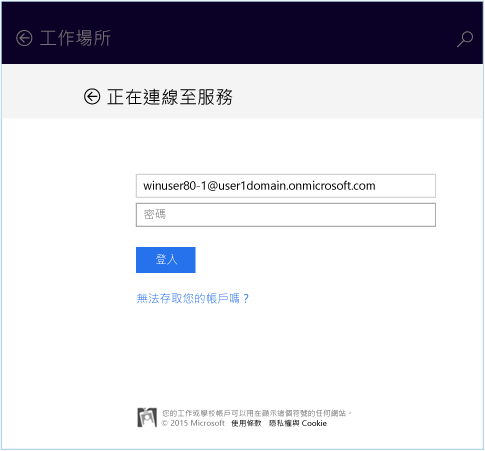 工作場所
正在連線至服務
winuser80-1@user1domain.onmicrosoft.com
密碼
登入
無法存取您的帳戶嗎？
您的工作或學校帳戶可以用在顯示這個符號的任何網站。
© 2015 Microsoft 使用條款 隱私權與 Cookie